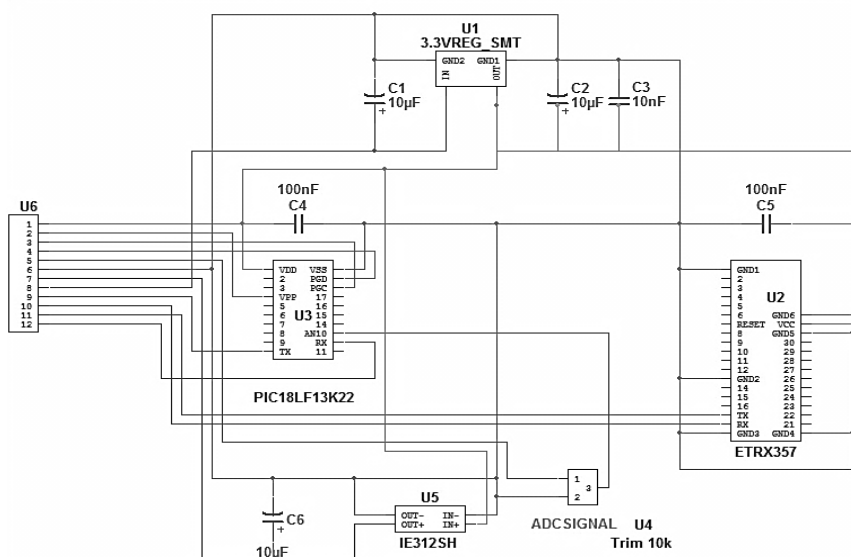 U1
3.3VREG_SMT
GND2 GND1
IN OUT
C1
10µF
+
C2
10µF
+
C3
10nF
100nF
C4
100nF
C5
U6
1
2
3
4
5
6
7
8
9
10
11
12
VDD VSS
2 PGD
3 PGC
VPP 17
5 16
6 15
7 14
8 AN10
9 RX
TX 11
U3
PIC18LF13K22
GND1
2
3
4
5
6 GND6
RESET VCC
8 GND5
9 30
10 29
11 28
12 27
GND2 26
14 25
15 24
16 23
TX 22
RX 21
GND3 GND4
U2
ETRX357
C6
10µF
+
U5
OUT- IN-
OUT+ IN+
IE312SH
1
2
3
ADCSIGNAL U4
Trim 10k